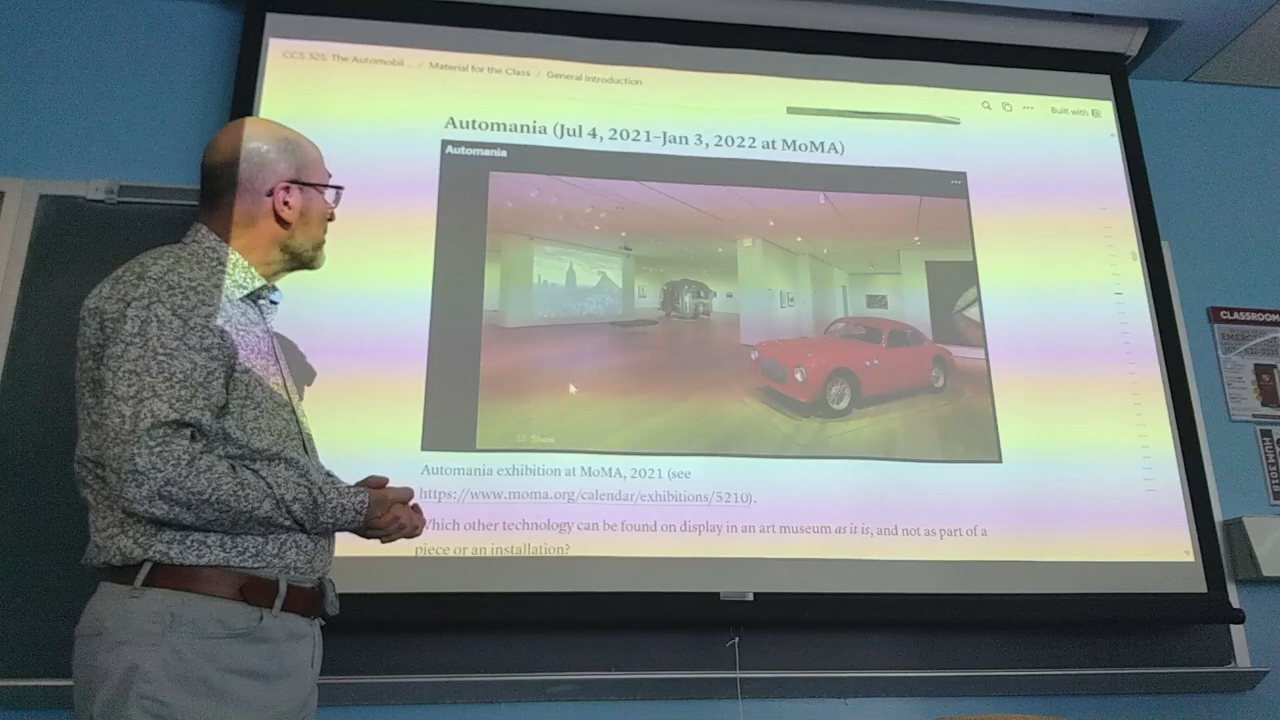 CCS 325: The Automobil... / Material for the Class / General Introduction
Built with
Automania (Jul 4, 2021–Jan 3, 2022 at MoMA)
Automania
Show
Automania exhibition at MoMA, 2021 (see
https://www.moma.org/calendar/exhibitions/5210).
Which other technology can be found on display in an art museum as it is, and not as part of a
piece or an installation?
CLASSROOM
EMERG
HUM 301